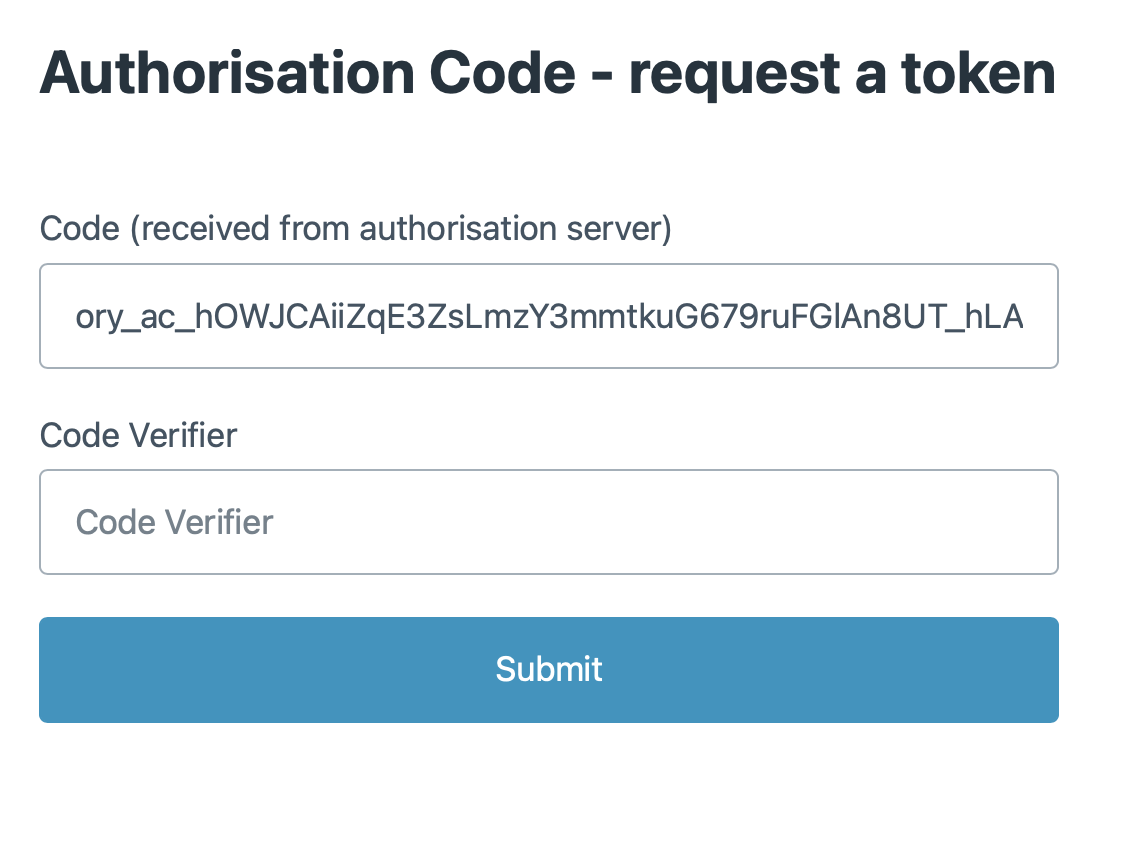 Authorisation Code - request a token
Code (received from authorisation server)
ory_ac_hOWJCAiiZqE3ZsLmzY3mmtkuG679ruFGlAn8UT_hLA
Code Verifier
Code Verifier
Submit